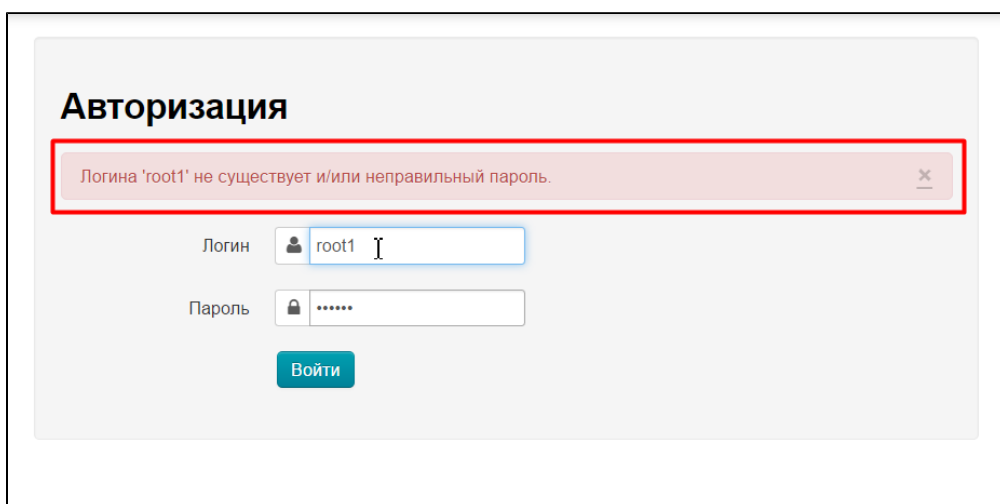 Авторизация
Логина 'root1' не существует и/или неправильный пароль.
×
Логин root1
Пароль ••••••
Войти